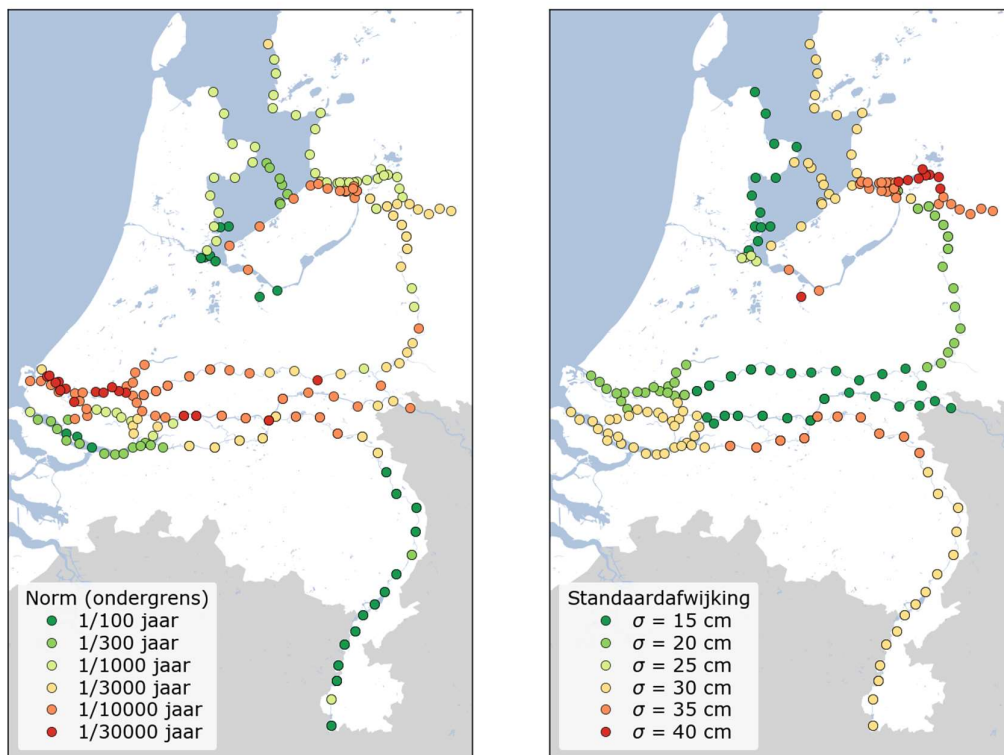 Norm (ondergrens)
1/100 jaar
1/300 jaar
1/1000 jaar
1/3000 jaar
1/10000 jaar
1/30000 jaar
Standaardafwijking
σ = 15 cm
σ = 20 cm
σ = 25 cm
σ = 30 cm
σ = 35 cm
σ = 40 cm